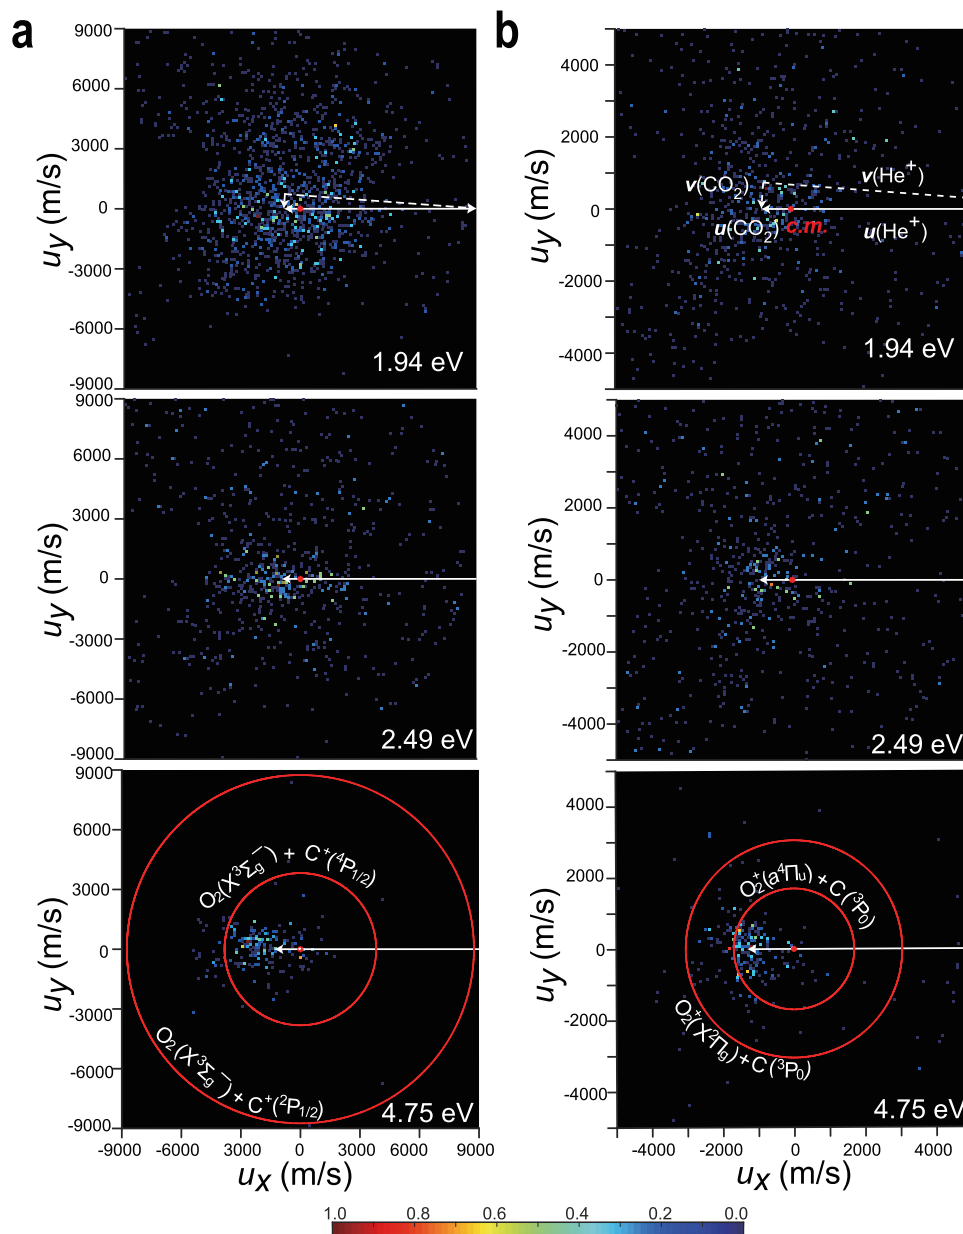 a
b
9000
6000
3000
0
-3000
-6000
-9000
uy (m/s)
1.94 eV
4000
2000
0
-2000
-4000
uy (m/s)
v(CO2)
v(He+)
u(CO2)
c.m.
u(He+)
1.94 eV
9000
6000
3000
0
-3000
-6000
-9000
uy (m/s)
2.49 eV
4000
2000
0
-2000
-4000
uy (m/s)
2.49 eV
9000
6000
3000
0
-3000
-6000
-9000
uy (m/s)
O2(X³Σg⁻) + C⁺(⁴P1/2)
O2(X³Σg⁻) + C⁺(²P1/2)
4.75 eV
-9000 -6000 -3000 0 3000 6000 9000
ux (m/s)
4000
2000
0
-2000
-4000
uy (m/s)
O2⁺(a⁴Πu) + C(³P0)
O2⁺(X²Πg) + C(³P0)
4.75 eV
-4000 -2000 0 2000 4000
ux (m/s)
1.0 0.8 0.6 0.4 0.2 0.0